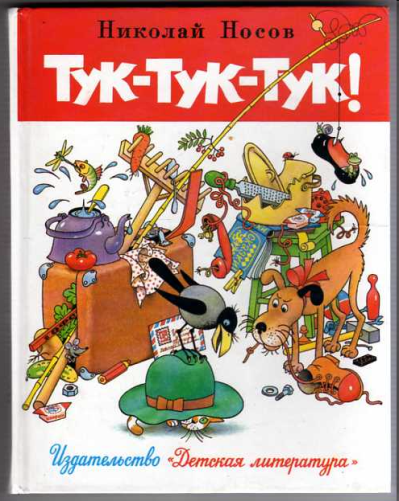 Николай Носов
Тук-тук-тук!
Издательство «Детская литература»